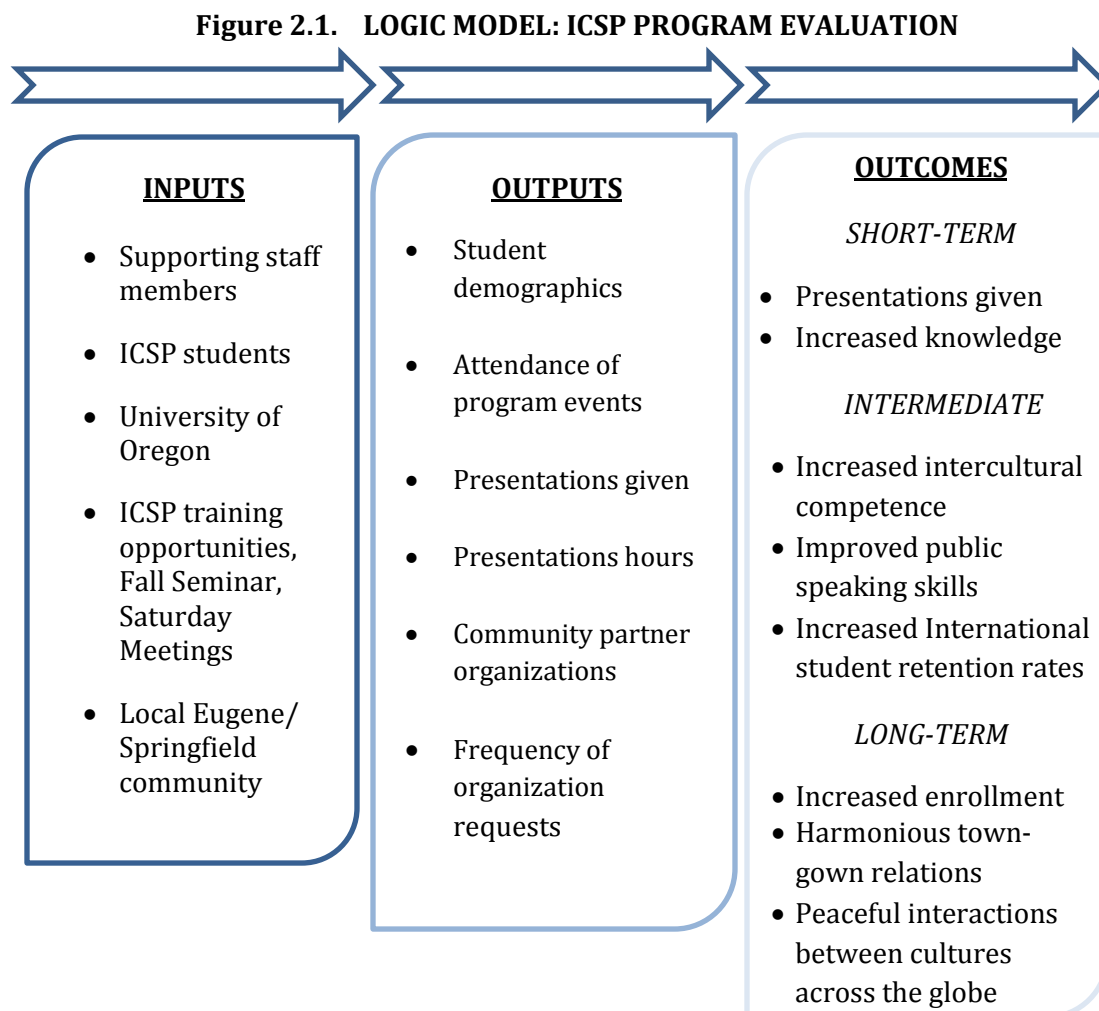 Figure 2.1. LOGIC MODEL: ICSP PROGRAM EVALUATION
INPUTS
• Supporting staff
members
• ICSP students
• University of
Oregon
• ICSP training
opportunities,
Fall Seminar,
Saturday
Meetings
• Local Eugene/
Springfield
community
OUTPUTS
• Student
demographics
• Attendance of
program events
• Presentations given
• Presentations hours
• Community partner
organizations
• Frequency of
organization
requests
OUTCOMES
SHORT-TERM
• Presentations given
• Increased knowledge
INTERMEDIATE
• Increased intercultural
competence
• Improved public
speaking skills
• Increased International
student retention rates
LONG-TERM
• Increased enrollment
• Harmonious town-
gown relations
• Peaceful interactions
between cultures
across the globe